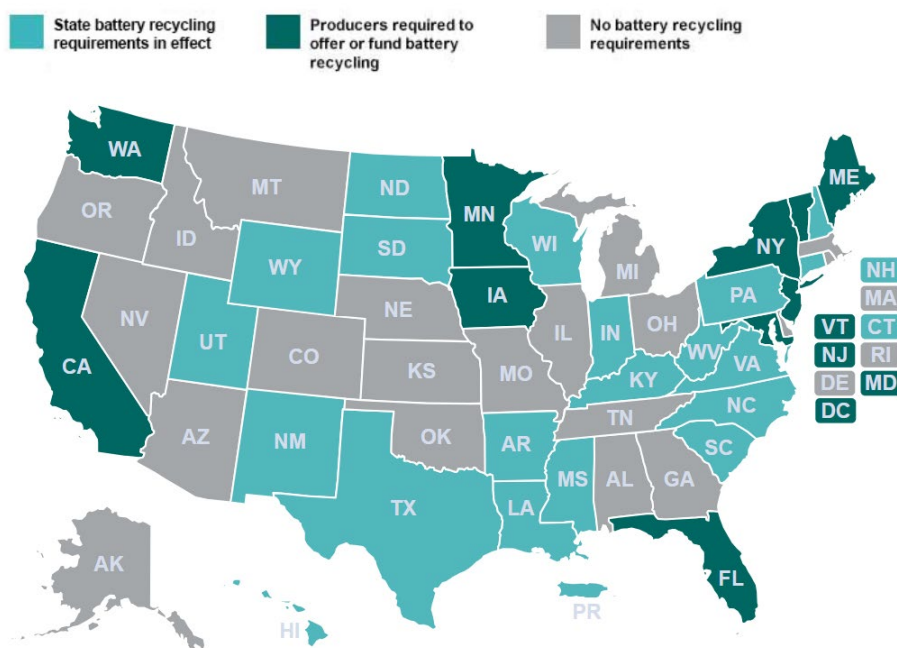 State battery recycling
requirements in effect
Producers required to
offer or fund battery
recycling
No battery recycling
requirements
WA
MT
ND
MN
ME
OR
ID
SD
WI
NY
WY
MI
NH
IA
PA
MA
NE
NV
IL
IN
OH
VT
CT
UT
CO
WV
NJ
RI
CA
KS
MO
KY
VA
DE
MD
NC
DC
TN
AZ
NM
OK
AR
SC
MS
AL
GA
TX
LA
AK
FL
HI
PR